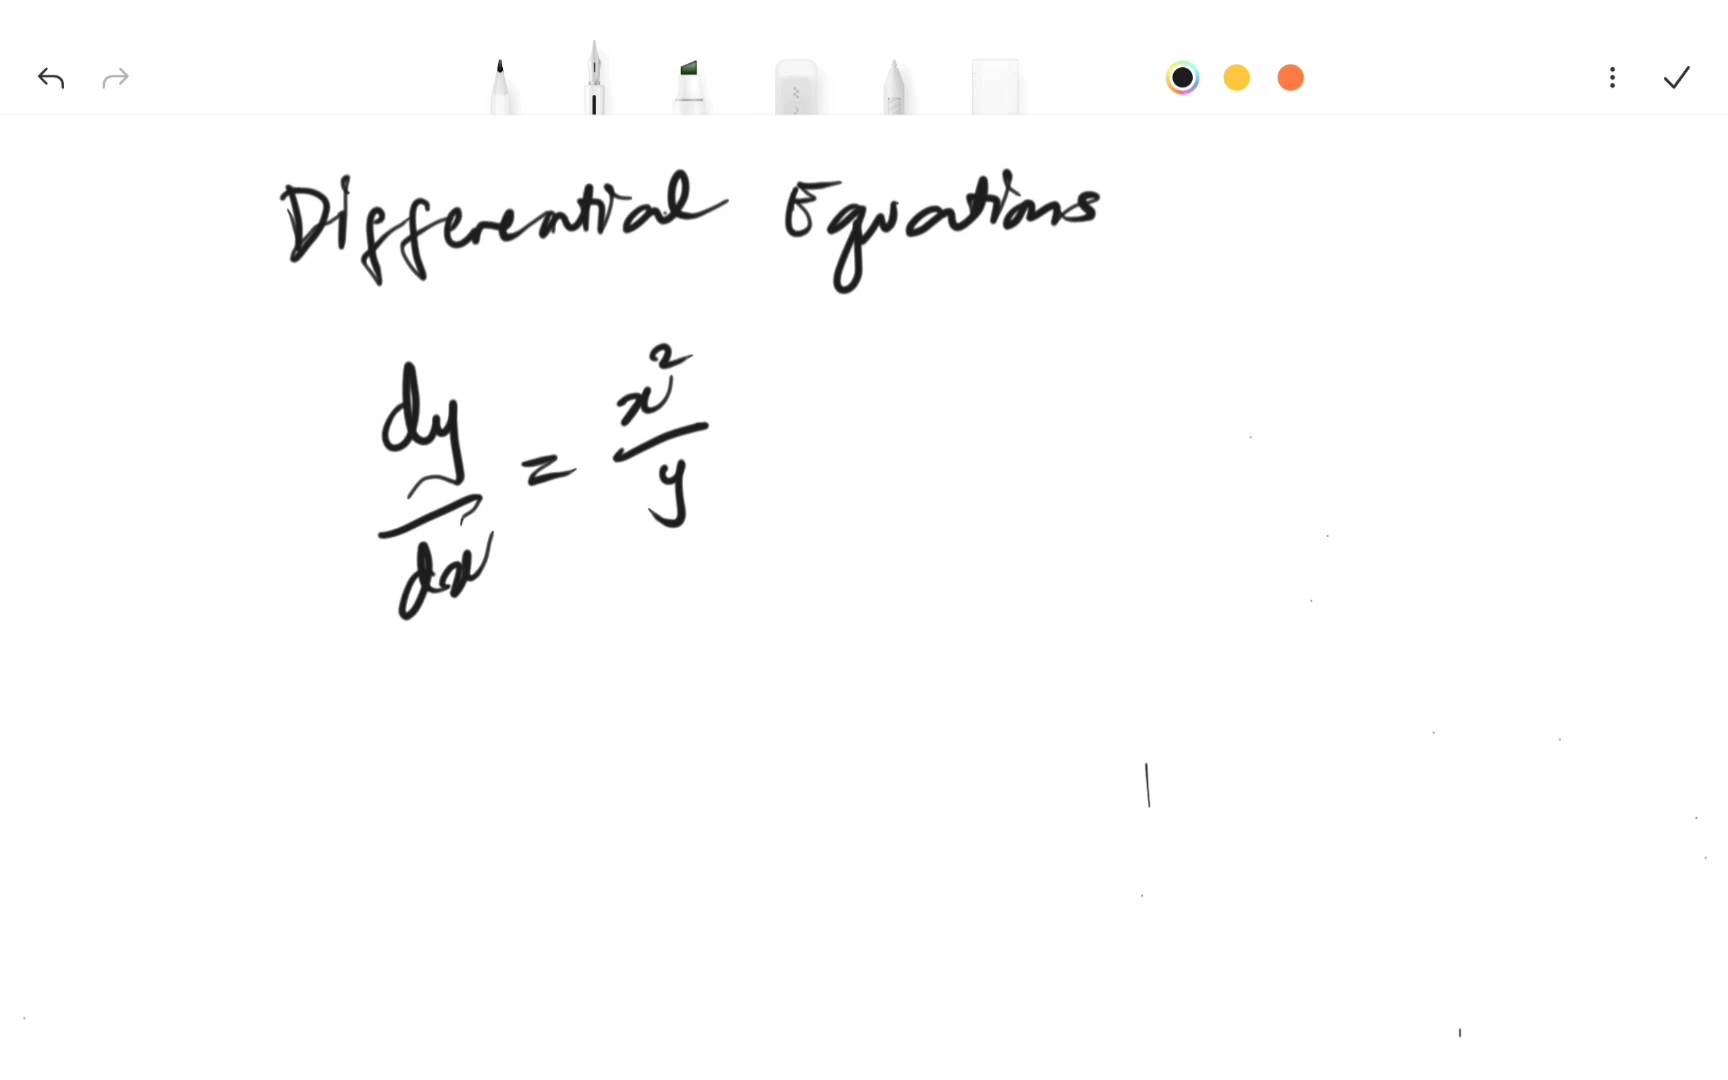 Differential Equations
dy/dx = x²/y